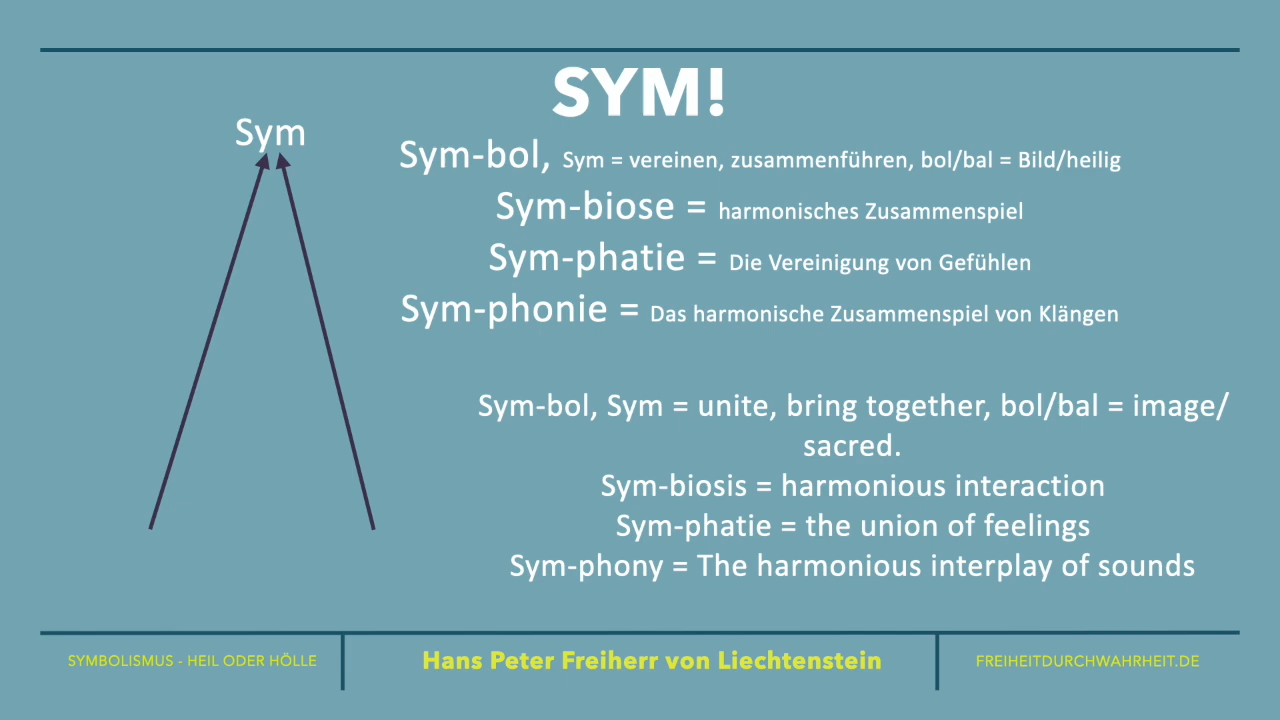 SYM!
Sym
Sym-bol, Sym = vereinen, zusammenführen, bol/bal = Bild/heilig
Sym-biose = harmonisches Zusammenspiel
Sym-phatie = Die Vereinigung von Gefühlen
Sym-phonie = Das harmonische Zusammenspiel von Klängen
Sym-bol, Sym = unite, bring together, bol/bal = image/
sacred.
Sym-biosis = harmonious interaction
Sym-phatie = the union of feelings
Sym-phony = The harmonious interplay of sounds
SYMBOLISMUS - HEIL ODER HÖLLE
Hans Peter Freiherr von Liechtenstein
FREIHEITDURCHWAHRHEIT.DE